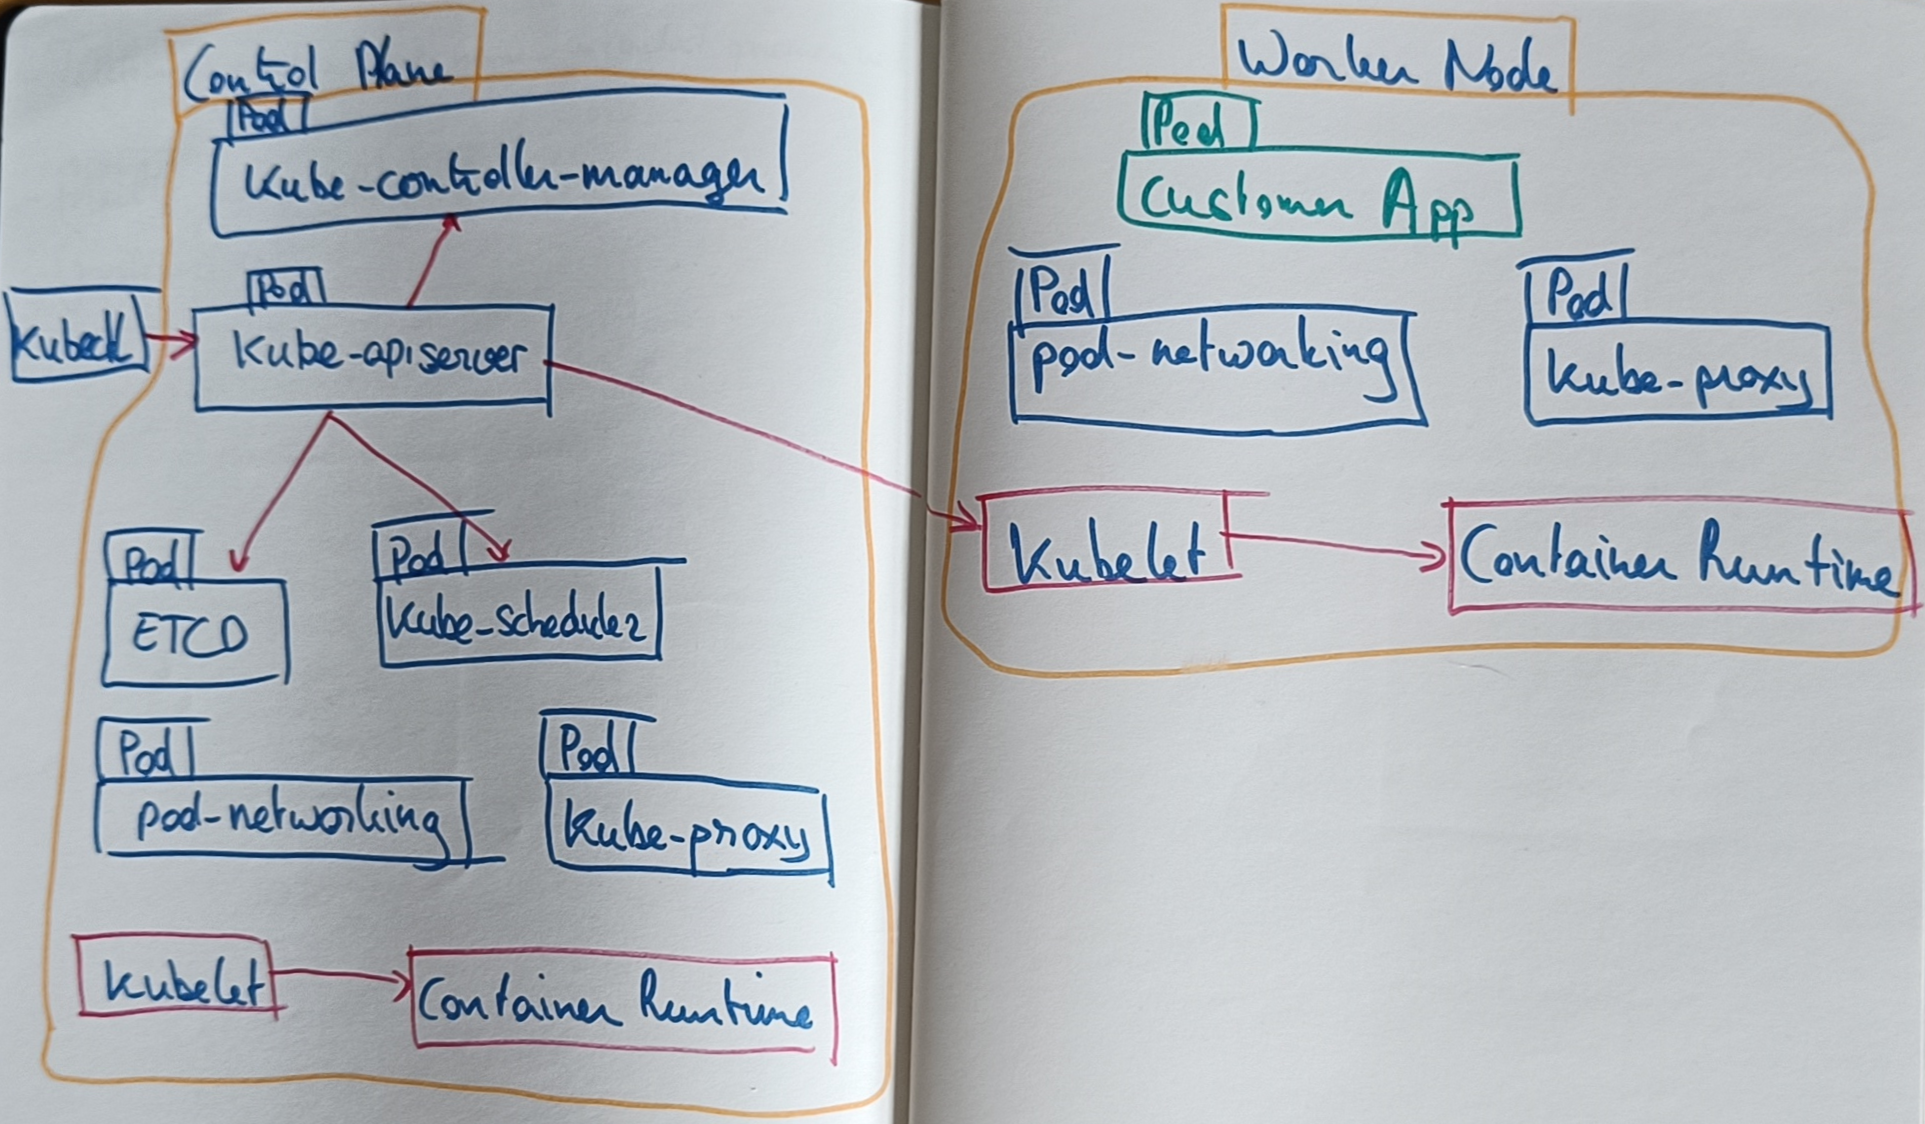 Control Plane
Pod
Kube-controller-manager
Pod
Kubectl
Kube-apiserver
Pod
ETCD
Pod
Kube-scheduler
Pod
pod-networking
Pod
Kube-proxy
Kubelet
Container Runtime
Worker Node
Pod
Customer App
Pod
pod-networking
Pod
Kube-proxy
Kubelet
Container Runtime